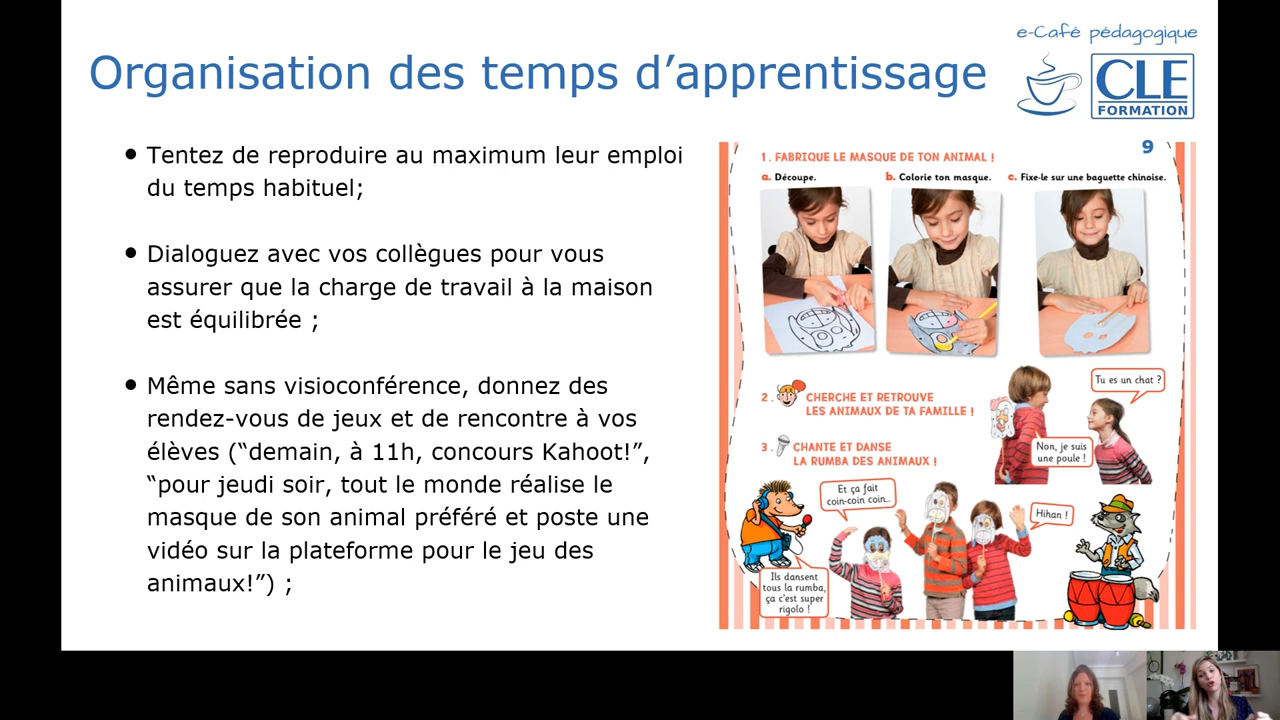 e-Café pédagogique
CLE
FORMATION
Organisation des temps d’apprentissage
• Tentez de reproduire au maximum leur emploi
du temps habituel;
• Dialoguez avec vos collègues pour vous
assurer que la charge de travail à la maison
est équilibrée ;
• Même sans visioconférence, donnez des
rendez-vous de jeux et de rencontre à vos
élèves (“demain, à 11h, concours Kahoot!”,
“pour jeudi soir, tout le monde réalise le
masque de son animal préféré et poste une
vidéo sur la plateforme pour le jeu des
animaux!”) ;
9
1. FABRIQUE LE MASQUE DE TON ANIMAL !
a. Découpe.
b. Colorie ton masque.
c. Fixe-le sur une baguette chinoise.
2. CHERCHE ET RETROUVE
LES ANIMAUX DE TA FAMILLE !
Tu es un chat ?
Non, je suis
une poule !
3. CHANTE ET DANSE
LA RUMBA DES ANIMAUX !
Et ça fait
coin-coin coin...
Hihan !
Ils dansent
tous la rumba,
ça c'est super
rigolo !